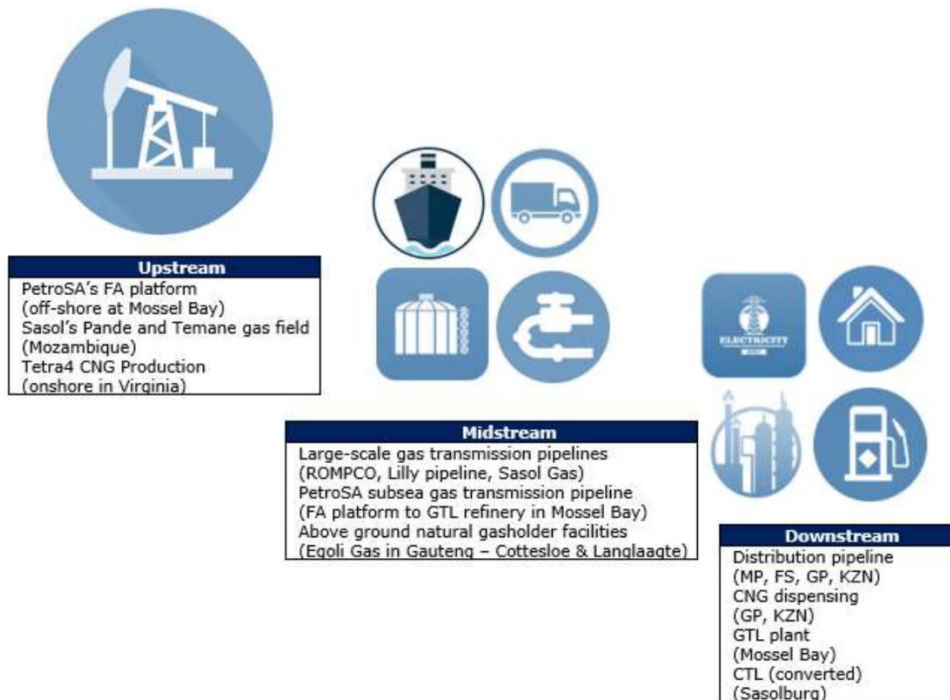 Upstream
PetroSA's FA platform
(off-shore at Mossel Bay)
Sasol's Pande and Temane gas field
(Mozambique)
Tetra4 CNG Production
(onshore in Virginia)
Midstream
Large-scale gas transmission pipelines
(ROMPCO, Lilly pipeline, Sasol Gas)
PetroSA subsea gas transmission pipeline
(FA platform to GTL refinery in Mossel Bay)
Above ground natural gasholder facilities
(Egoli Gas in Gauteng – Cottesloe & Langlaagte)
ELECTRICITY
Downstream
Distribution pipeline
(MP, FS, GP, KZN)
CNG dispensing
(GP, KZN)
GTL plant
(Mossel Bay)
CTL (converted)
(Sasolburg)